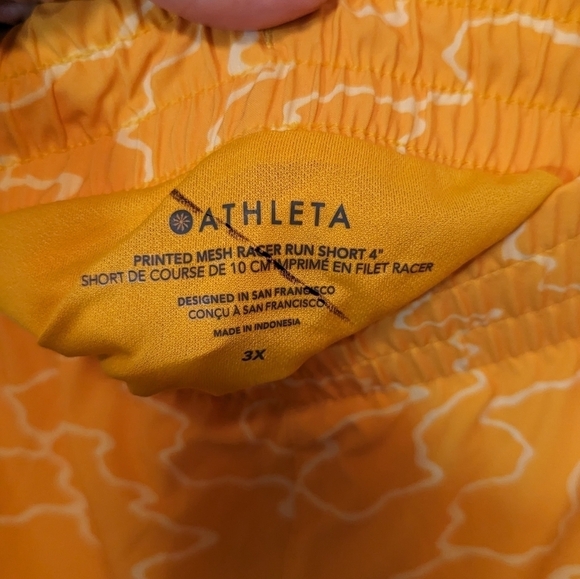 ATHLETA
PRINTED MESH RACER RUN SHORT 4"
SHORT DE COURSE DE 10 CM IMPRIMÉ EN FILET RACER
DESIGNED IN SAN FRANCISCO
CONÇU À SAN FRANCISCO
MADE IN INDONESIA
3X